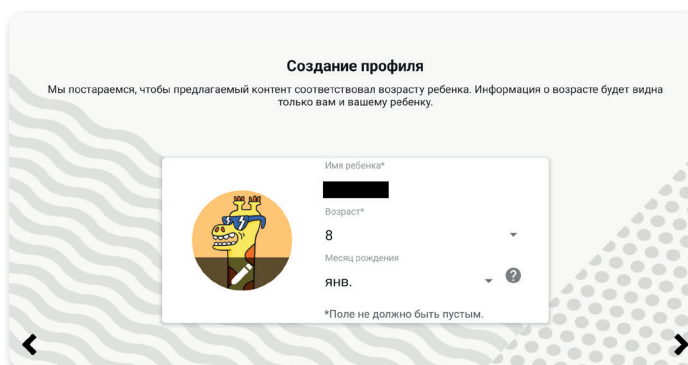 Создание профиля
Мы постараемся, чтобы предлагаемый контент соответствовал возрасту ребенка. Информация о возрасте будет видна
только вам и вашему ребенку.
Имя ребенка*
Возраст*
8
Месяц рождения
янв.
?
*Поле не должно быть пустым.